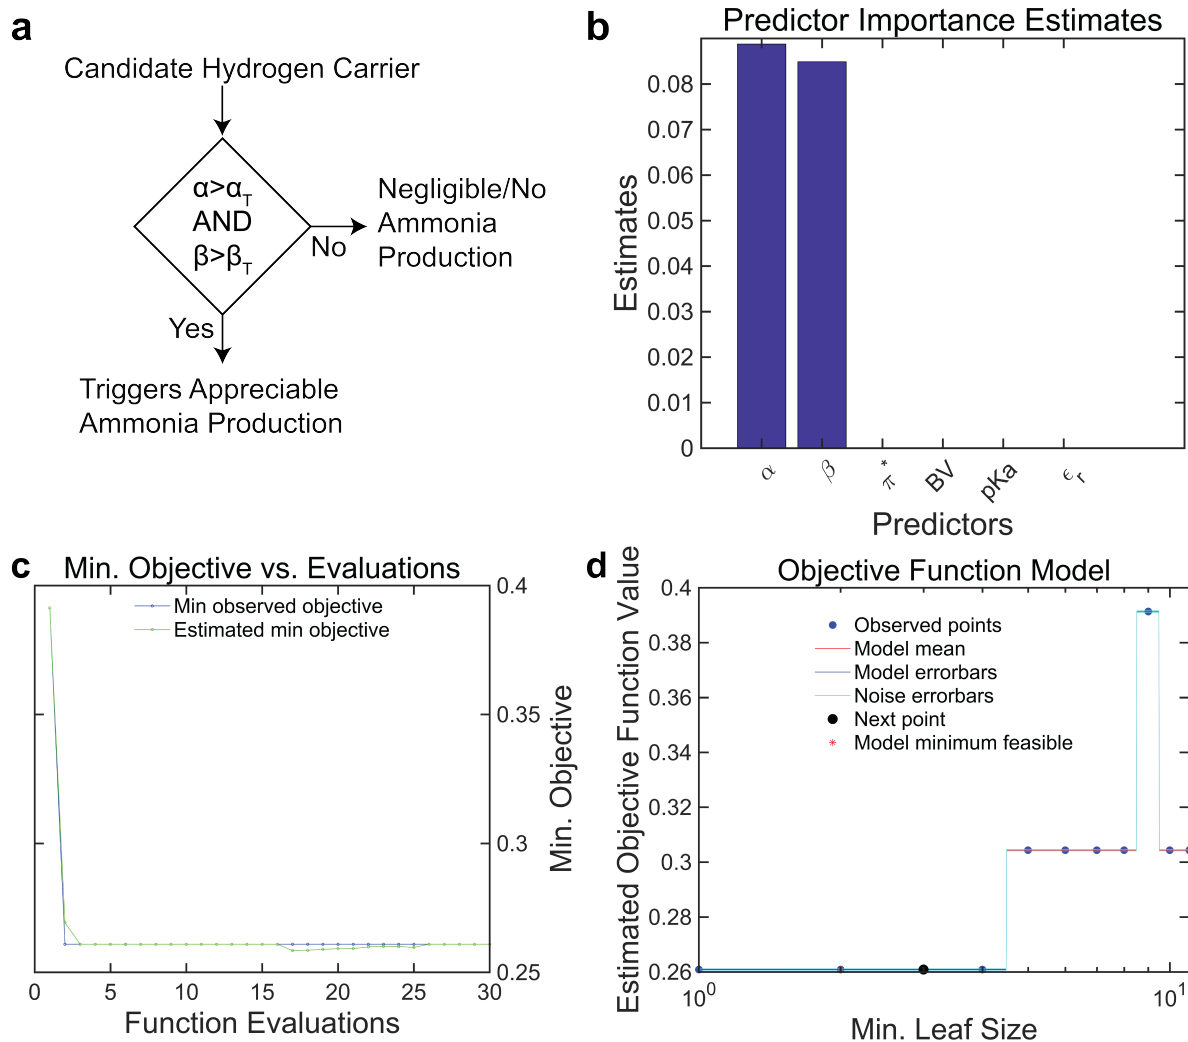 a
Candidate Hydrogen Carrier
α>α_T
AND
β>β_T
No
Negligible/No
Ammonia
Production
Yes
Triggers Appreciable
Ammonia Production
b
Predictor Importance Estimates
Estimates
0.08
0.07
0.06
0.05
0.04
0.03
0.02
0.01
0
α
β
π*
BV
pKa
ϵ_r
Predictors
c
Min. Objective vs. Evaluations
Min observed objective
Estimated min objective
0.4
0.35
0.3
0.25
Min. Objective
0
5
10
15
20
25
30
Function Evaluations
d
Objective Function Model
Estimated Objective Function Value
0.4
0.38
0.36
0.34
0.32
0.3
0.28
0.26
Observed points
Model mean
Model errorbars
Noise errorbars
Next point
Model minimum feasible
10^0
10^1
Min. Leaf Size